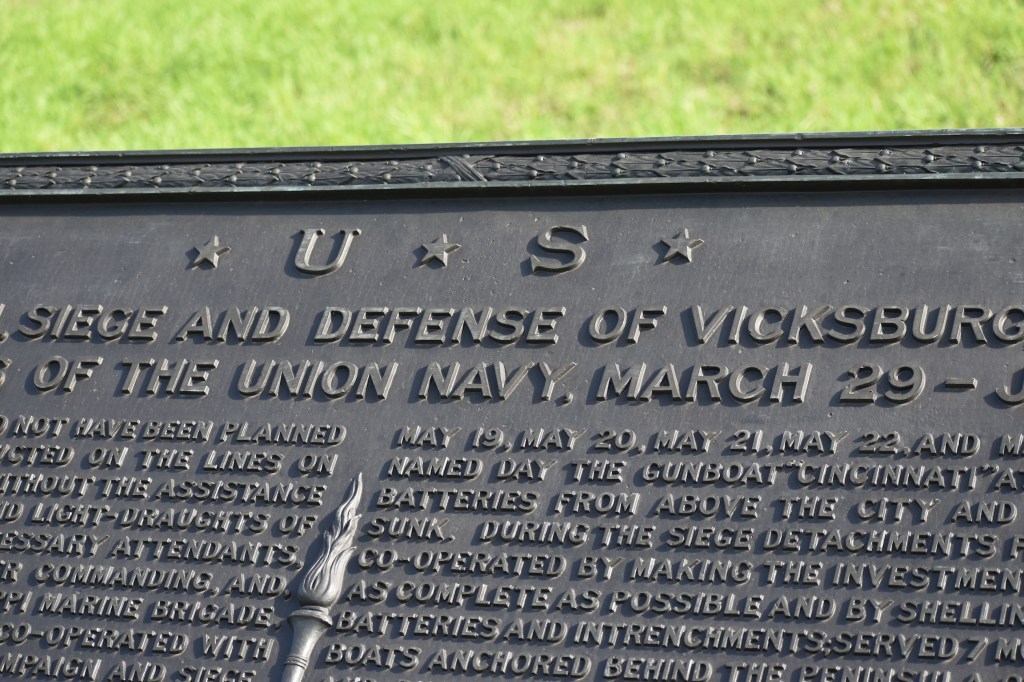 U S
SIEGE AND DEFENSE OF VICKSBURG
OF THE UNION NAVY, MARCH 29 – J
NOT HAVE BEEN PLANNED
ON THE LINES ON
WITHOUT THE ASSISTANCE
LIGHT-DRAUGHTS OF
ATTENDANTS,
COMMANDING, AND,
MARINE BRIGADE
CO-OPERATED WITH
AND SIEGE
MAY 19, MAY 20, MAY 21, MAY 22, AND M
NAMED DAY THE GUNBOAT "CINCINNATI" A
BATTERIES FROM ABOVE THE CITY AND
SUNK. DURING THE SIEGE DETACHMENTS F
CO-OPERATED BY MAKING THE INVESTMEN
AS COMPLETE AS POSSIBLE AND BY SHELLIN
BATTERIES AND INTRENCHMENTS; SERVED 7 MO
BOATS ANCHORED BEHIND THE PENINSUL